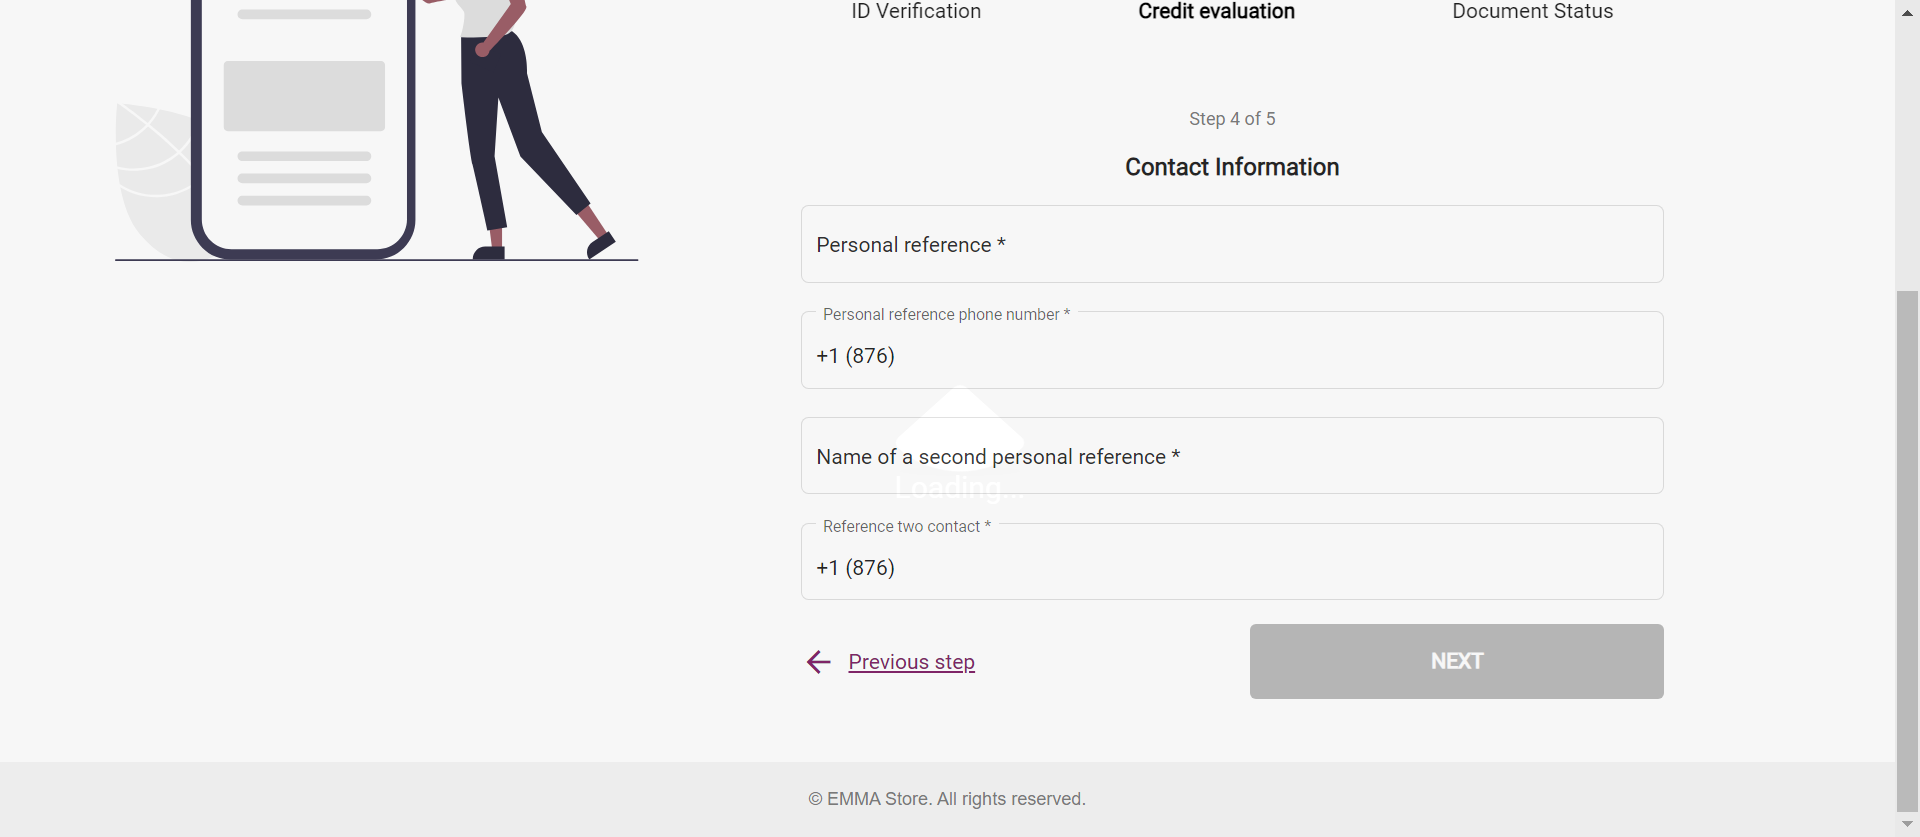 ID Verification
Credit evaluation
Document Status
Step 4 of 5
Contact Information
Personal reference *
Personal reference phone number *
+1 (876)
Name of a second personal reference *
Loading...
Reference two contact *
+1 (876)
Previous step
NEXT
© EMMA Store. All rights reserved.